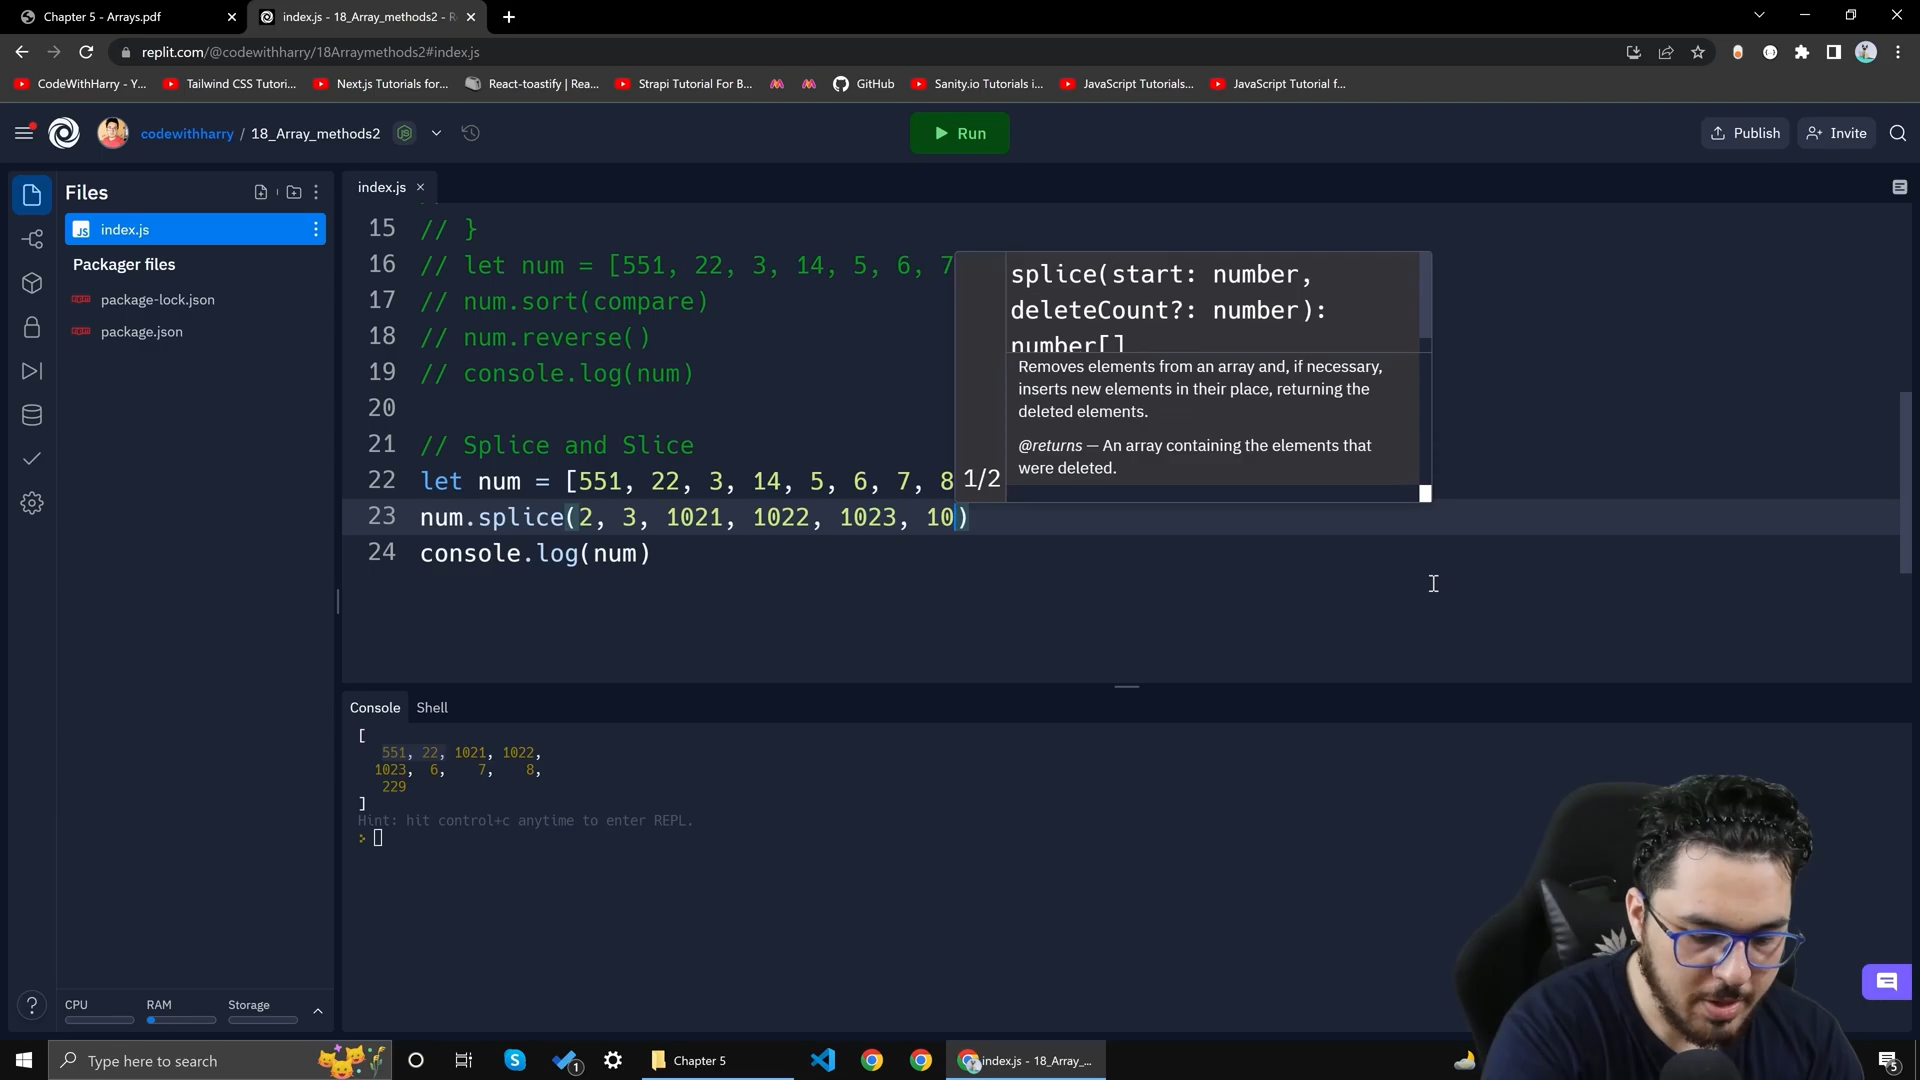 Chapter 5 - Arrays.pdf
index.js - 18_Array_methods2 - R
replit.com/@codewithharry/18Arraymethods2#index.js
CodeWithHarry - Y...
Tailwind CSS Tutori...
Next.js Tutorials for...
React-toastify | Rea...
Strapi Tutorial For B...
GitHub
Sanity.io Tutorials i...
JavaScript Tutorials...
JavaScript Tutorial f...
codewithharry / 18_Array_methods2
Run
Publish
Invite
Files
index.js
Packager files
package-lock.json
package.json
index.js
15 // }
16 // let num = [551, 22, 3, 14, 5, 6, 7
17 // num.sort(compare)
18 // num.reverse()
19 // console.log(num)
20
21 // Splice and Slice
22 let num = [551, 22, 3, 14, 5, 6, 7, 8
23 num.splice(2, 3, 1021, 1022, 1023, 10)
24 console.log(num)
splice(start: number,
deleteCount?: number):
number[]
Removes elements from an array and, if necessary,
inserts new elements in their place, returning the
deleted elements.
@returns — An array containing the elements that
were deleted.
1/2
Console
Shell
[
551, 22, 1021, 1022,
1023, 6, 7, 8,
229
]
Hint: hit control+c anytime to enter REPL.
>
CPU
RAM
Storage
?
Type here to search
1
Chapter 5
index.js - 18_Array_...
5